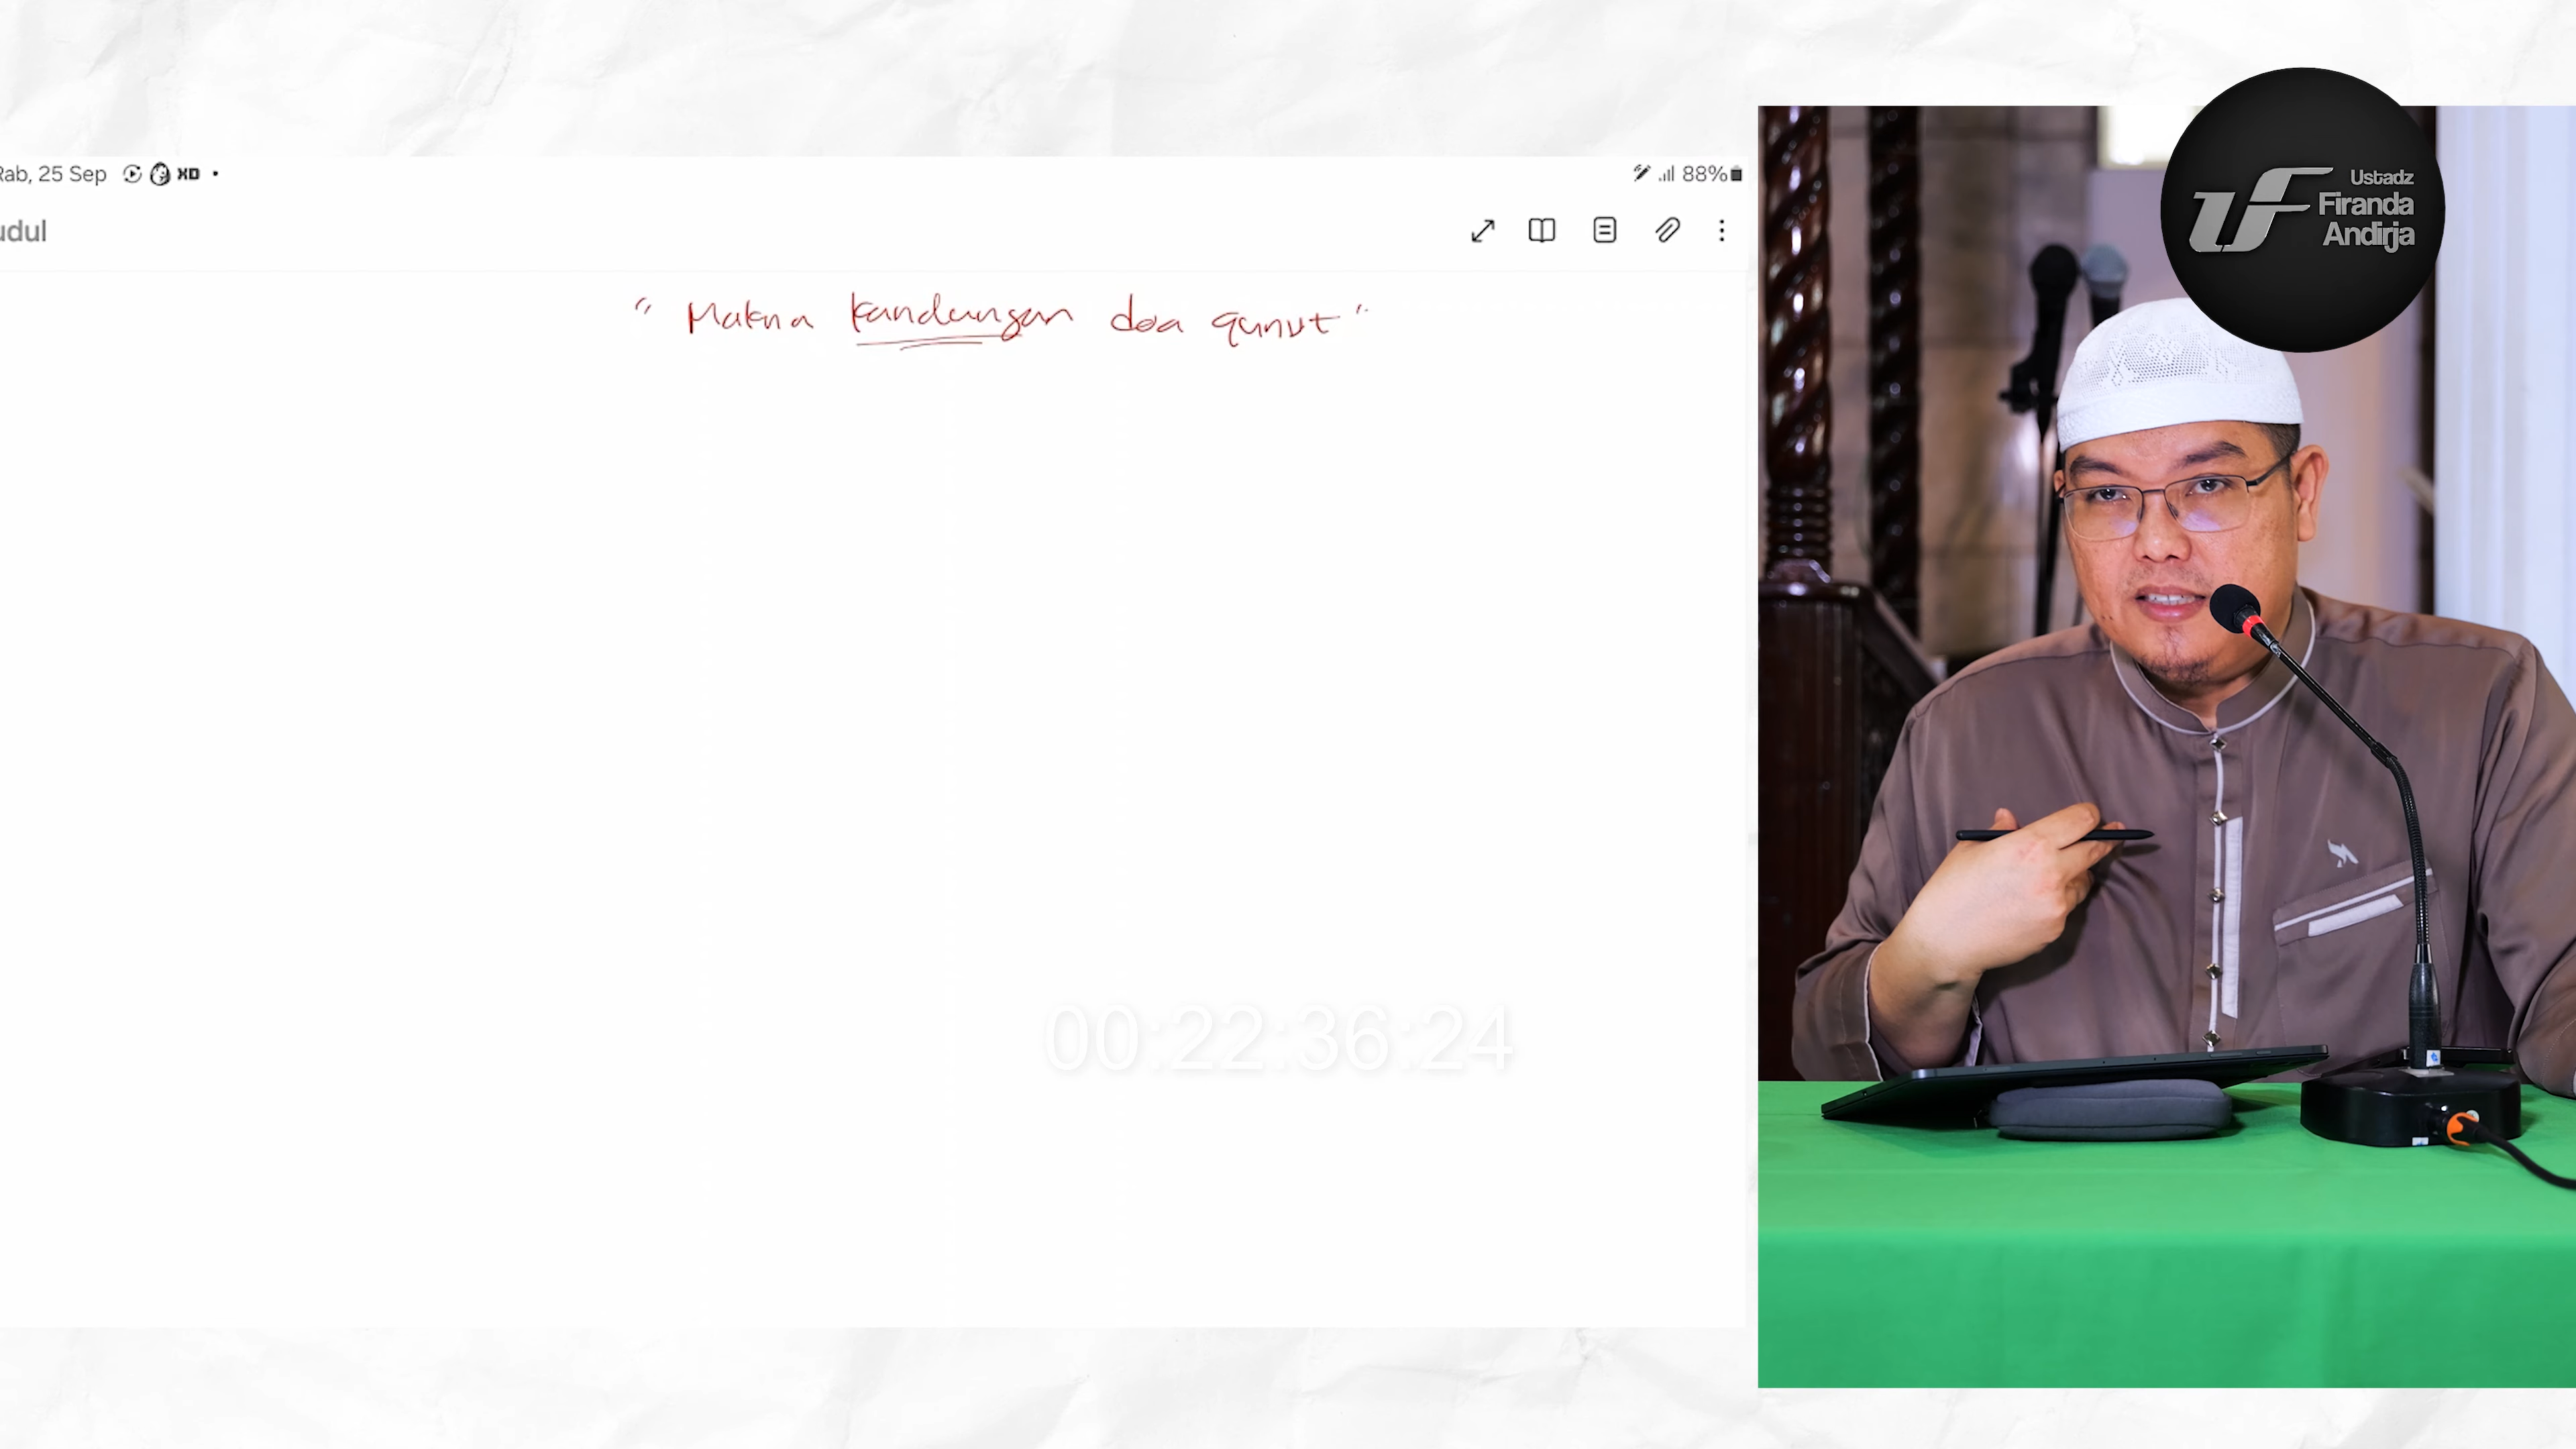 Rab, 25 Sep
88%
udul
" Makna kandungan doa qunut "
00:22:36:24
Ustadz
Firanda
Andirja